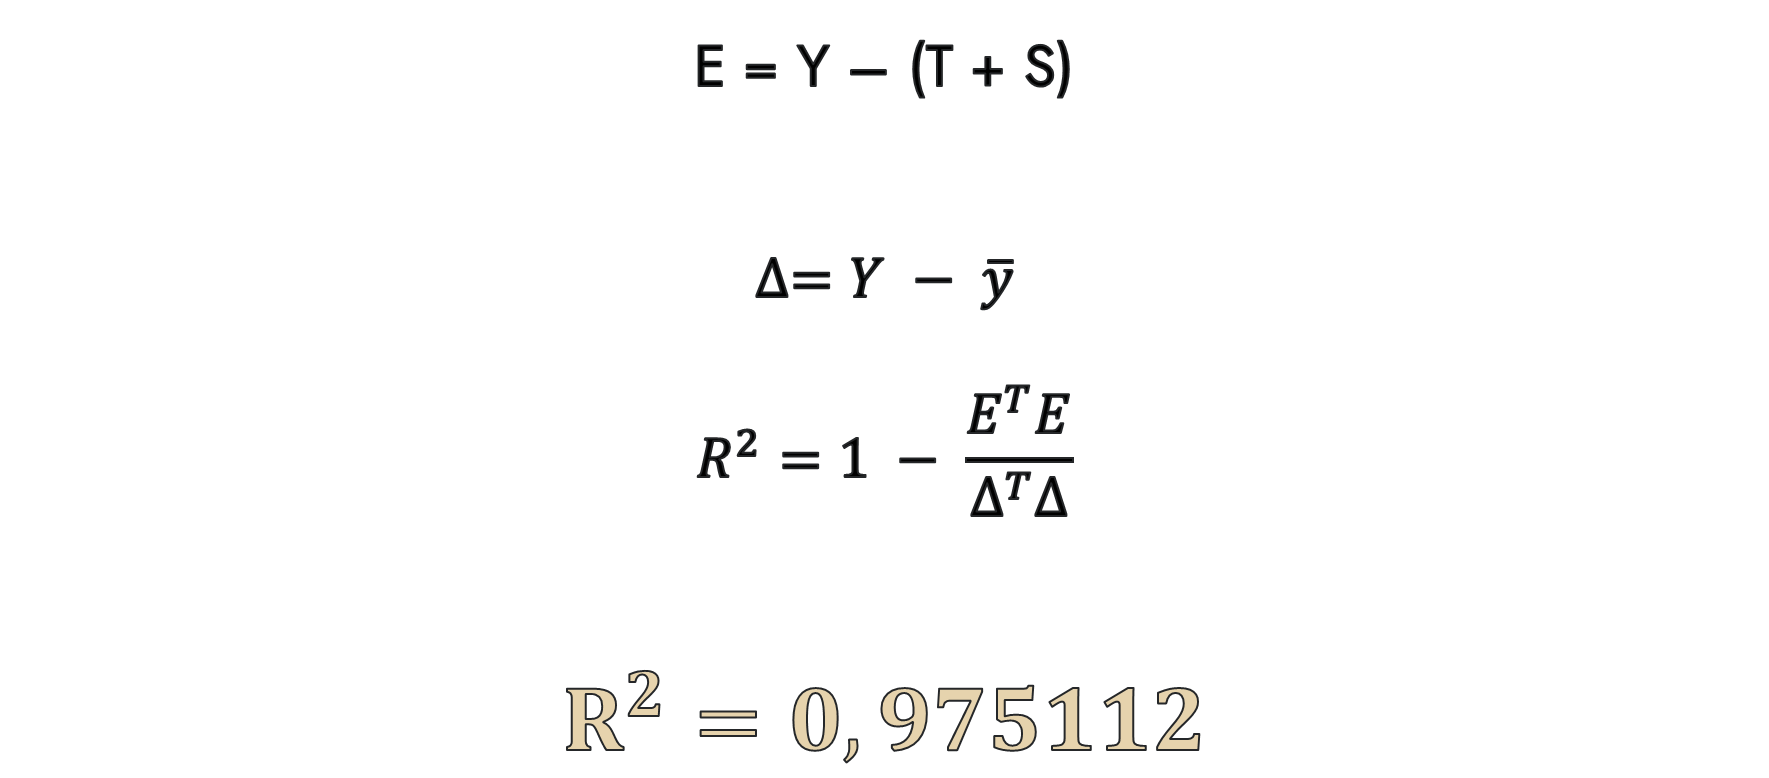 E = Y − (T + S)
Δ= Y − y̅
R² = 1 − EᵀE / ΔᵀΔ
R² = 0,975112